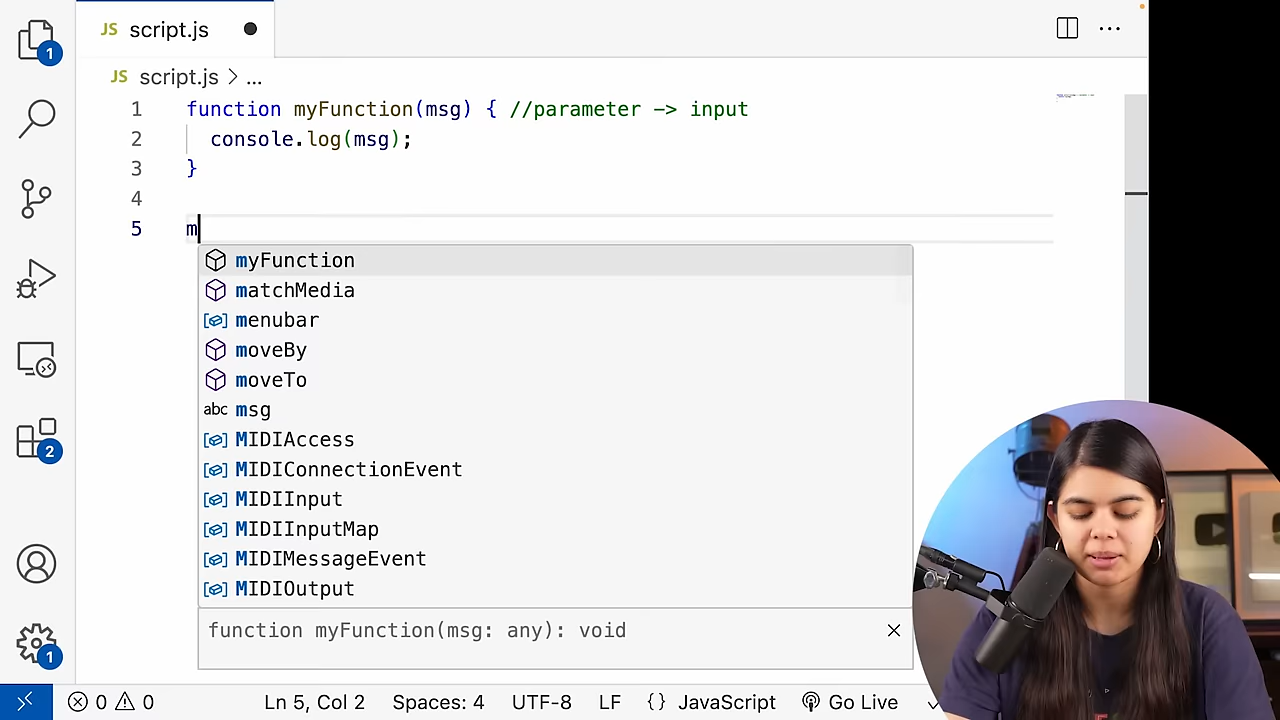 JS script.js
JS script.js > ...
1 function myFunction(msg) { //parameter -> input
2 console.log(msg);
3 }
4
5 m
myFunction
matchMedia
menubar
moveBy
moveTo
abc msg
MIDIAccess
MIDIConnectionEvent
MIDIInput
MIDIInputMap
MIDIMessageEvent
MIDIOutput
function myFunction(msg: any): void
1
2
1
0 0 Ln 5, Col 2 Spaces: 4 UTF-8 LF {} JavaScript Go Live